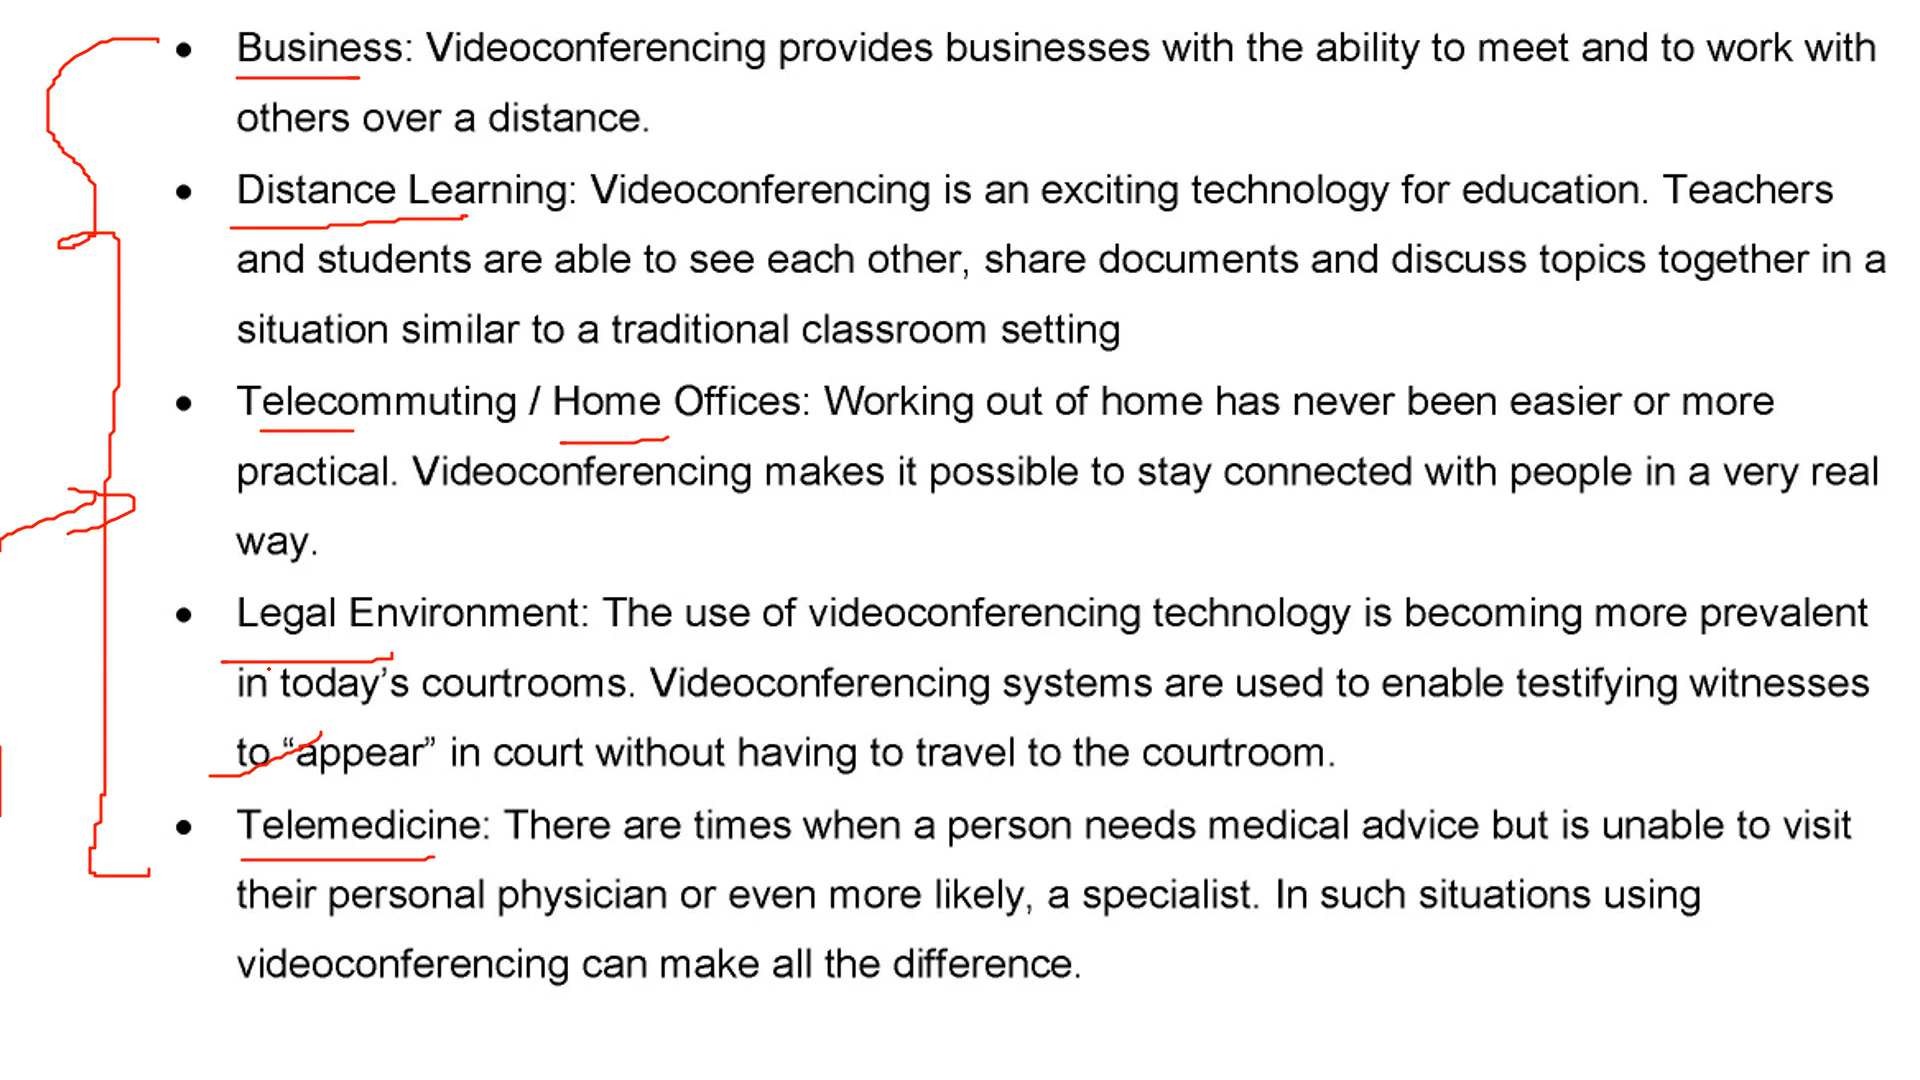 • Business: Videoconferencing provides businesses with the ability to meet and to work with
others over a distance.
• Distance Learning: Videoconferencing is an exciting technology for education. Teachers
and students are able to see each other, share documents and discuss topics together in a
situation similar to a traditional classroom setting
• Telecommuting / Home Offices: Working out of home has never been easier or more
practical. Videoconferencing makes it possible to stay connected with people in a very real
way.
• Legal Environment: The use of videoconferencing technology is becoming more prevalent
in today’s courtrooms. Videoconferencing systems are used to enable testifying witnesses
to “appear” in court without having to travel to the courtroom.
• Telemedicine: There are times when a person needs medical advice but is unable to visit
their personal physician or even more likely, a specialist. In such situations using
videoconferencing can make all the difference.